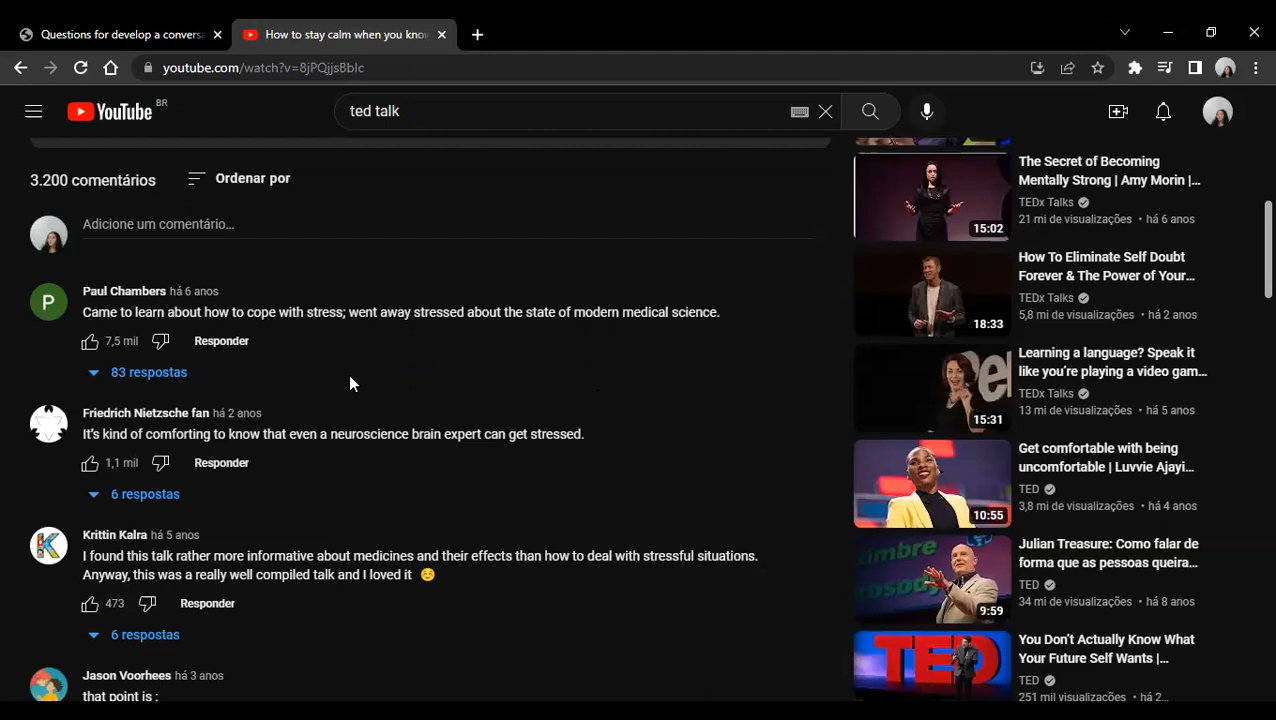 Questions for develop a conversa
How to stay calm when you know
youtube.com/watch?v=8jPQjjsBbIc
YouTube BR
ted talk
3.200 comentários
Ordenar por
Adicione um comentário...
Paul Chambers há 6 anos
Came to learn about how to cope with stress; went away stressed about the state of modern medical science.
7,5 mil
Responder
83 respostas
Friedrich Nietzsche fan há 2 anos
It's kind of comforting to know that even a neuroscience brain expert can get stressed.
1,1 mil
Responder
6 respostas
Krittin Kalra há 5 anos
I found this talk rather more informative about medicines and their effects than how to deal with stressful situations.
Anyway, this was a really well compiled talk and I loved it ☺️
473
Responder
6 respostas
Jason Voorhees há 3 anos
that point is :
The Secret of Becoming
Mentally Strong | Amy Morin |...
TEDx Talks
21 mi de visualizações • há 6 anos
15:02
How To Eliminate Self Doubt
Forever & The Power of Your...
TEDx Talks
5,8 mi de visualizações • há 2 anos
18:33
Learning a language? Speak it
like you're playing a video gam...
TEDx Talks
13 mi de visualizações • há 5 anos
15:31
Get comfortable with being
uncomfortable | Luvvie Ajayi...
TED
3,8 mi de visualizações • há 4 anos
10:55
Julian Treasure: Como falar de
forma que as pessoas queira...
TED
34 mi de visualizações • há 8 anos
9:59
You Don't Actually Know What
Your Future Self Wants |...
TED
251 mil visualizações • há 2...
TED